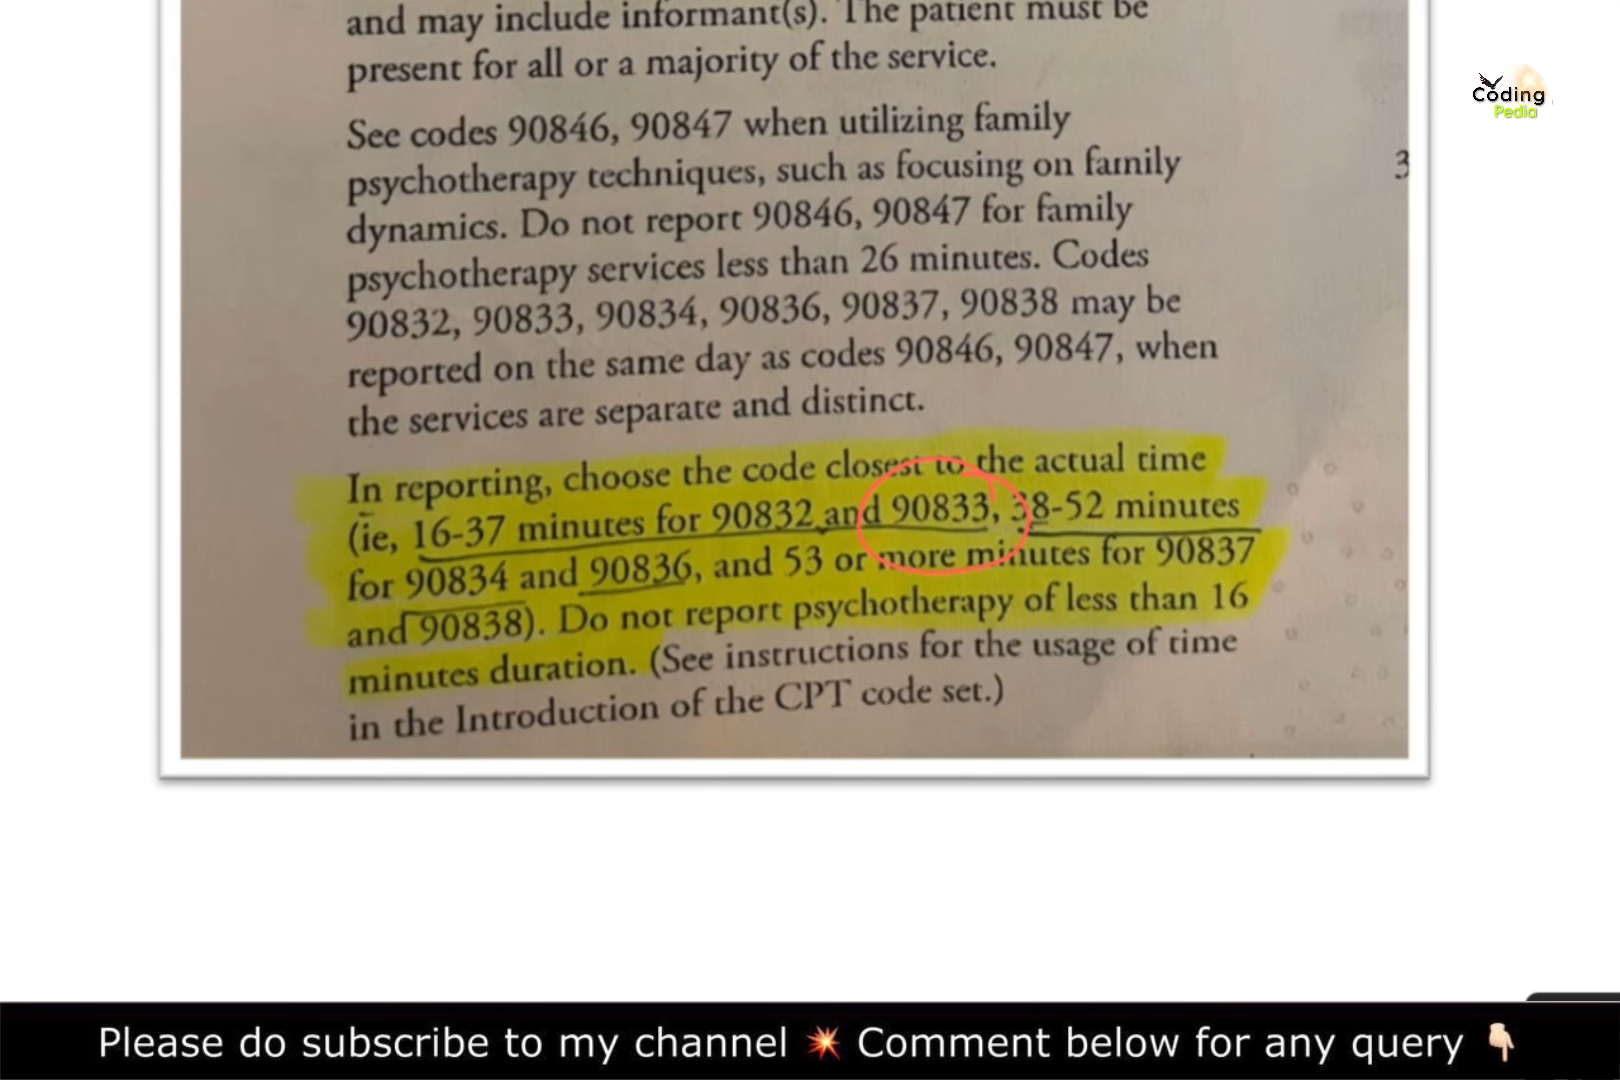 and may include informant(s). The patient must be
present for all or a majority of the service.
See codes 90846, 90847 when utilizing family
psychotherapy techniques, such as focusing on family
dynamics. Do not report 90846, 90847 for family
psychotherapy services less than 26 minutes. Codes
90832, 90833, 90834, 90836, 90837, 90838 may be
reported on the same day as codes 90846, 90847, when
the services are separate and distinct.
In reporting, choose the code closest to the actual time
(ie, 16-37 minutes for 90832 and 90833, 38-52 minutes
for 90834 and 90836, and 53 or more minutes for 90837
and 90838). Do not report psychotherapy of less than 16
minutes duration. (See instructions for the usage of time
in the Introduction of the CPT code set.)
3
Coding
Pedia
Please do subscribe to my channel 💥 Comment below for any query 👇🏻